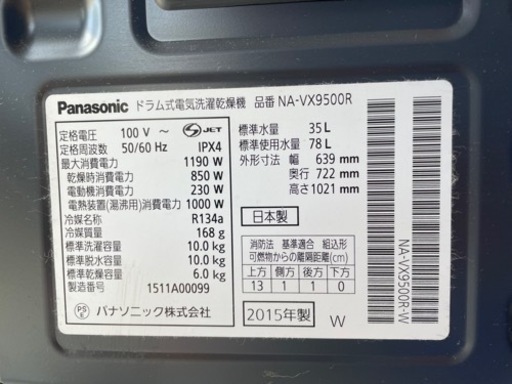 Panasonic ドラム式電気洗濯乾燥機 品番 NA-VX9500R
定格電圧 100 V ～
S JET
定格周波数 50/60 Hz IPX4
最大消費電力 1190 W
乾燥時消費電力 850 W
電動機消費電力 230 W
電熱装置(湯沸用)消費電力 1000 W
冷媒名称 R134a
冷媒質量 168 g
標準洗濯容量 10.0 kg
標準脱水容量 10.0 kg
標準乾燥容量 6.0 kg
製造番号 1511A00099
PS E パナソニック株式会社
標準水量 35 L
標準使用水量 78 L
外形寸法 幅 639 mm
奥行 722 mm
高さ 1021 mm
日本製
消防法 基準適合 組込形
可燃物からの離隔距離(cm)
上方 側方 後方 下方
13 1 1 0
2015年製 W
NA-VX9500R-W